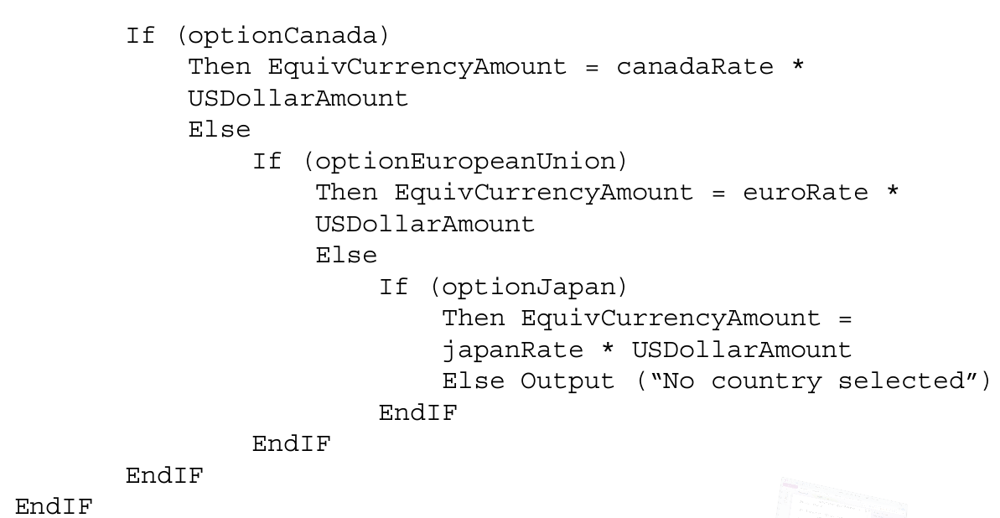 If (optionCanada)
Then EquivCurrencyAmount = canadaRate *
USDollarAmount
Else
If (optionEuropeanUnion)
Then EquivCurrencyAmount = euroRate *
USDollarAmount
Else
If (optionJapan)
Then EquivCurrencyAmount =
japanRate * USDollarAmount
Else Output (“No country selected”)
EndIF
EndIF
EndIF
EndIF